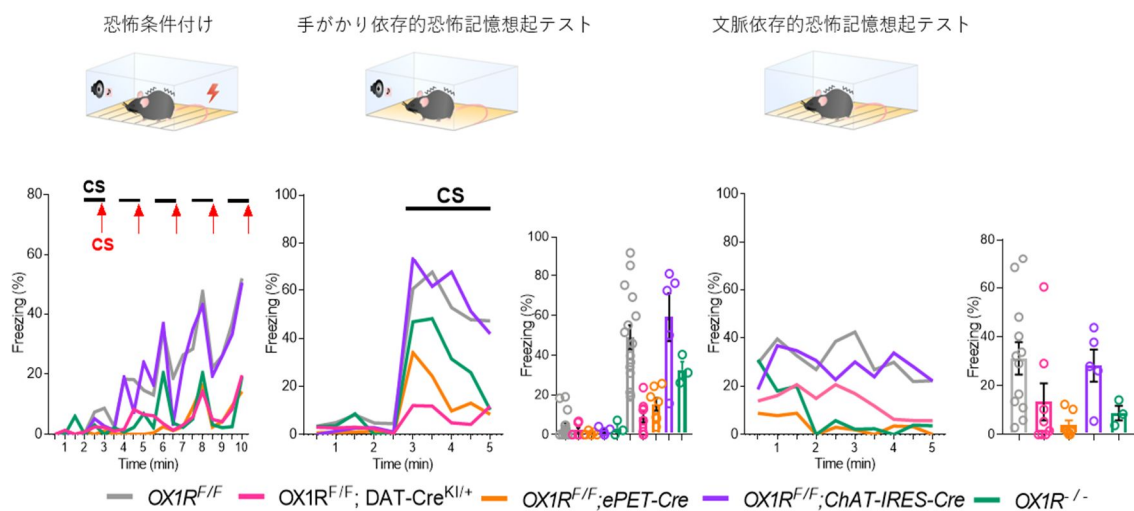 恐怖条件付け
手がかり依存的恐怖記憶想起テスト
文脈依存的恐怖記憶想起テスト
Freezing (%)
80
60
40
20
0
CS
CS
1 2 3 4 5 6 7 8 9 10
Time (min)
Freezing (%)
100
80
60
40
20
0
CS
1 2 3 4 5
Time (min)
Freezing (%)
100
80
60
40
20
0
Freezing (%)
100
80
60
40
20
0
1 2 3 4 5
Time (min)
Freezing (%)
80
60
40
20
0
OX1R^F/F OX1R^F/F; DAT-Cre^KI/+ OX1R^F/F;ePET-Cre OX1R^F/F;ChAT-IRES-Cre OX1R^-/-